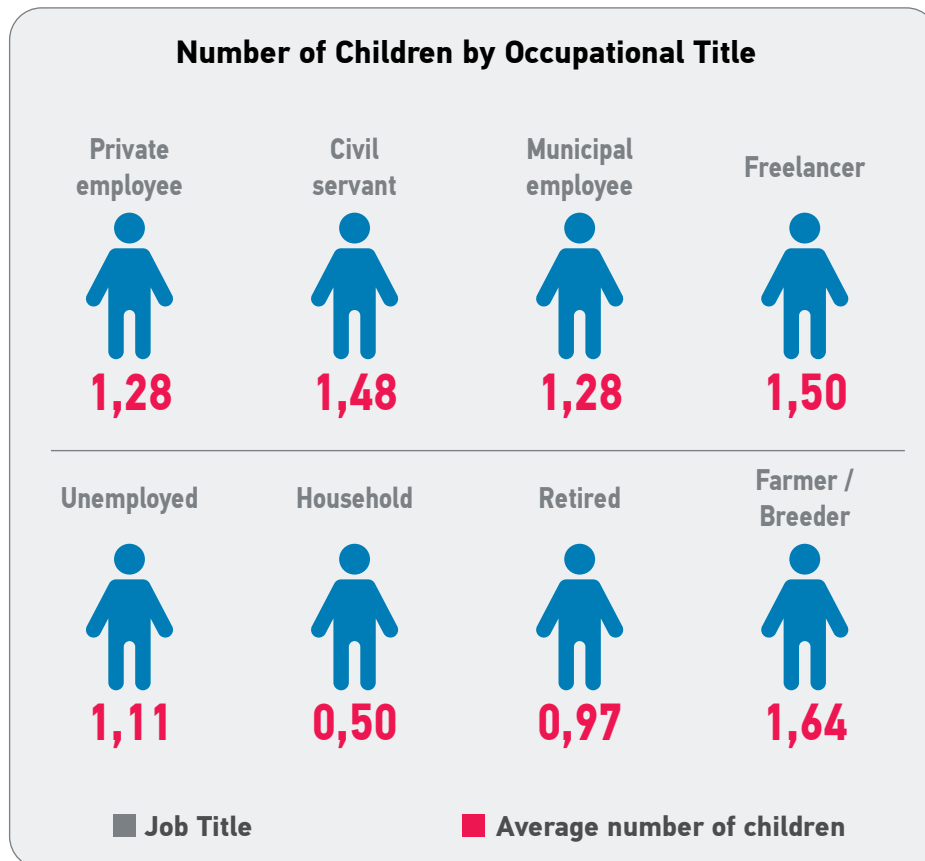 Number of Children by Occupational Title
Private
employee
Civil
servant
Municipal
employee
Freelancer
1,28
1,48
1,28
1,50
Unemployed
Household
Retired
Farmer /
Breeder
1,11
0,50
0,97
1,64
Job Title
Average number of children